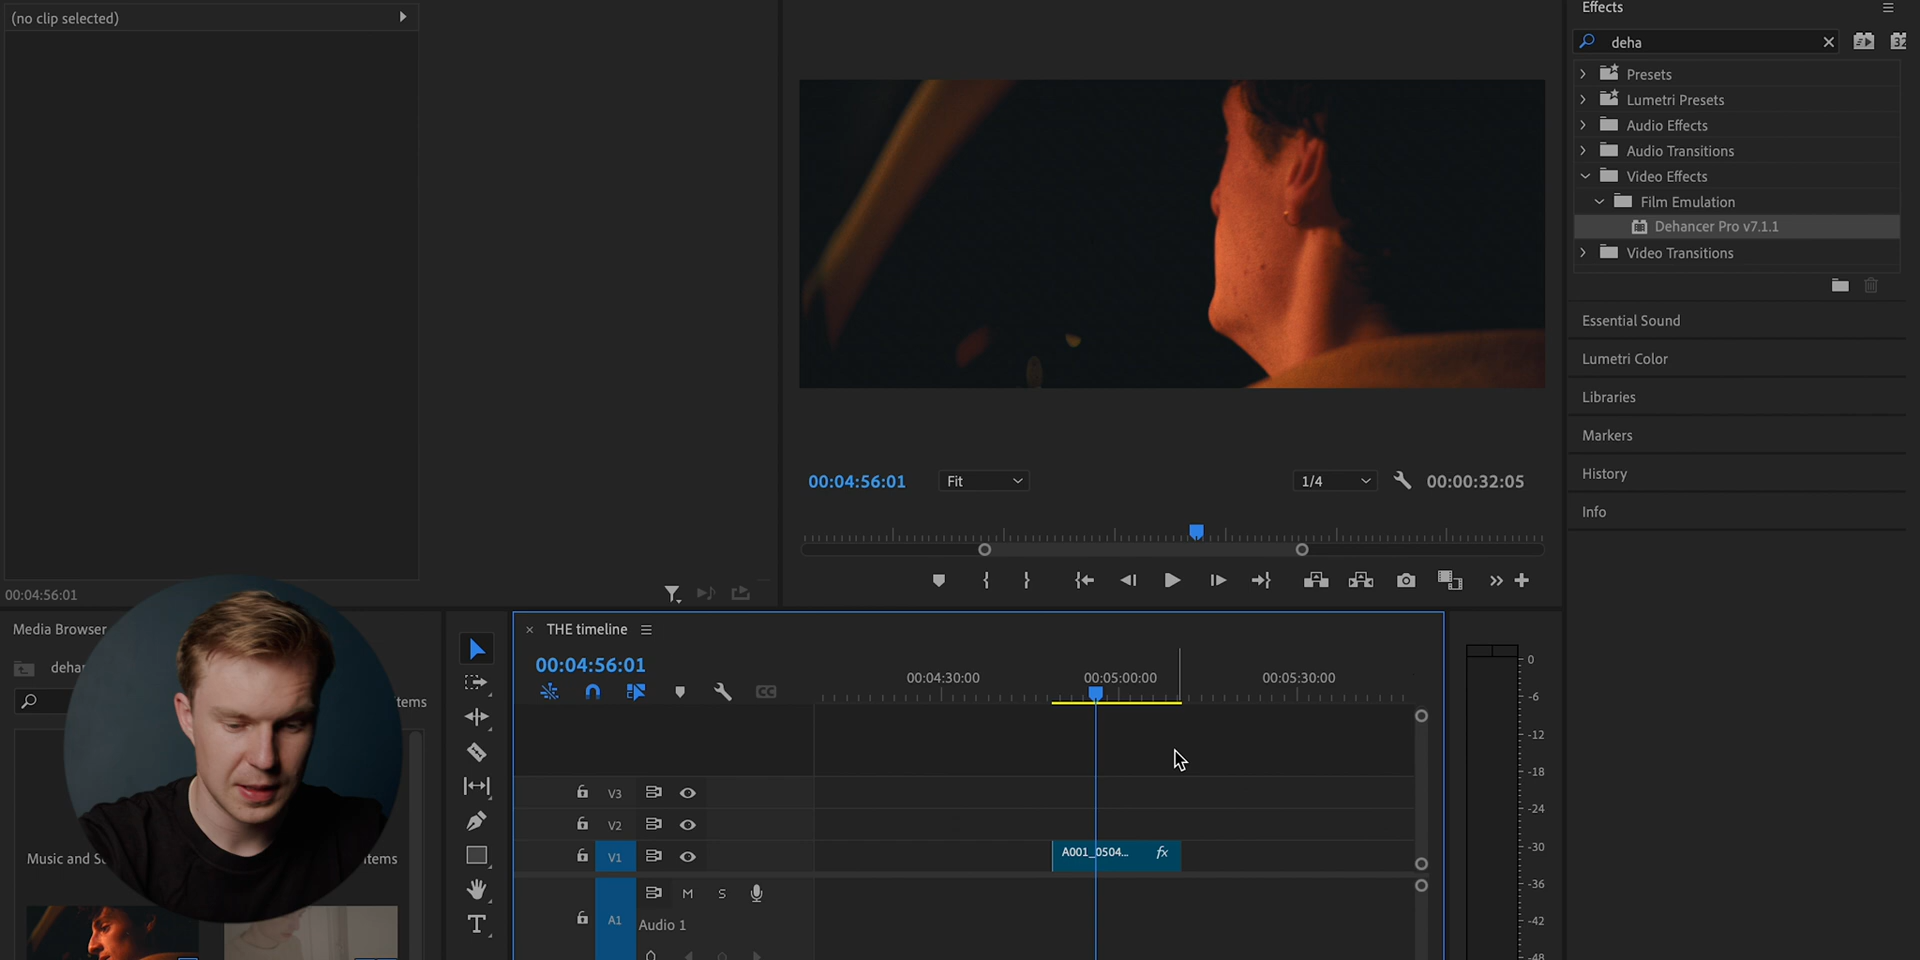 (no clip selected)
00:04:56:01
Media Browser
deha
tems
Music and S
tems
00:04:56:01
Fit
1/4
00:00:32:05
THE timeline
00:04:56:01
CC
00:04:30:00
00:05:00:00
00:05:30:00
V3
V2
V1
A001_0504...
fx
A1
M
S
Audio 1
0
-6
-12
-18
-24
-30
-36
-42
-48
Effects
deha
32
Presets
Lumetri Presets
Audio Effects
Audio Transitions
Video Effects
Film Emulation
Dehancer Pro v7.1.1
Video Transitions
Essential Sound
Lumetri Color
Libraries
Markers
History
Info